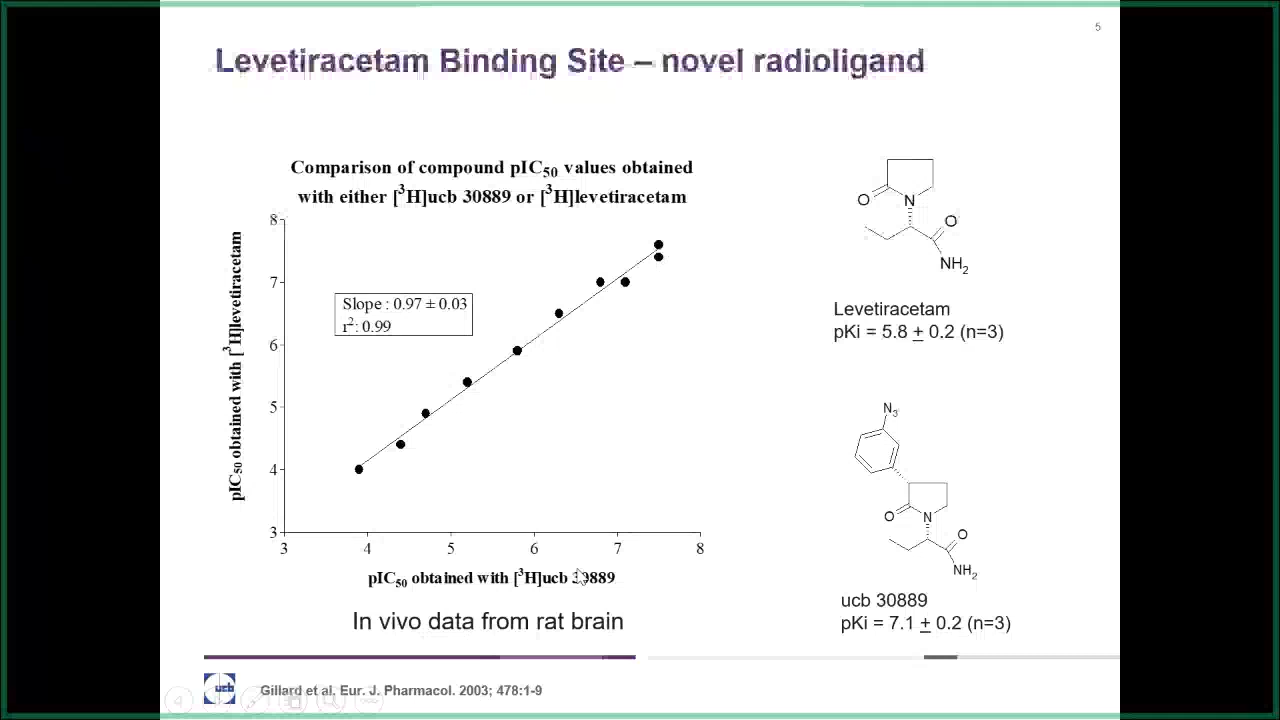 5
Levetiracetam Binding Site – novel radioligand
Comparison of compound pIC50 values obtained
with either [3H]ucb 30889 or [3H]levetiracetam
pIC50 obtained with [3H]levetiracetam
8
7
6
5
4
3
Slope : 0.97 ± 0.03
r2: 0.99
3 4 5 6 7 8
pIC50 obtained with [3H]ucb 30889
In vivo data from rat brain
O
N
O
NH2
Levetiracetam
pKi = 5.8 + 0.2 (n=3)
N3
O
N
O
NH2
ucb 30889
pKi = 7.1 + 0.2 (n=3)
ucb
Gillard et al. Eur. J. Pharmacol. 2003; 478:1-9